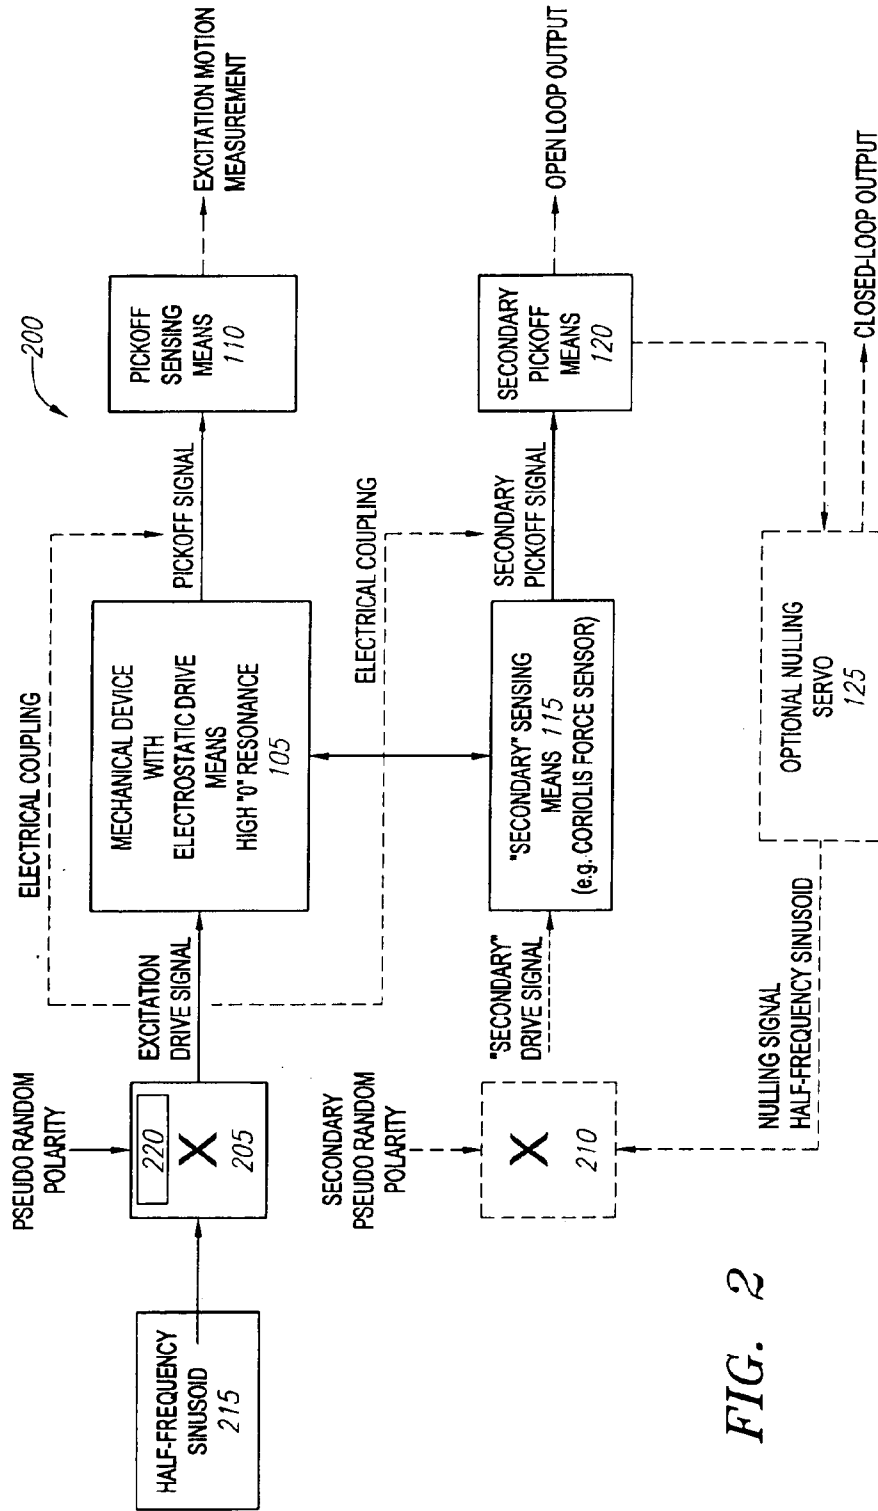 200
HALF-FREQUENCY
SINUSOID
215
PSEUDO RANDOM
POLARITY
220
X
205
EXCITATION
DRIVE SIGNAL
ELECTRICAL COUPLING
MECHANICAL DEVICE
WITH
ELECTROSTATIC DRIVE
MEANS
HIGH "0" RESONANCE
105
PICKOFF SIGNAL
PICKOFF
SENSING
MEANS
110
EXCITATION MOTION
MEASUREMENT
ELECTRICAL COUPLING
SECONDARY
PSEUDO RANDOM
POLARITY
X
210
"SECONDARY"
DRIVE SIGNAL
"SECONDARY" SENSING
MEANS 115
(e.g. CORIOLIS FORCE SENSOR)
SECONDARY
PICKOFF SIGNAL
SECONDARY
PICKOFF
MEANS
120
OPEN LOOP OUTPUT
NULLING SIGNAL
HALF-FREQUENCY SINUSOID
OPTIONAL NULLING
SERVO
125
CLOSED-LOOP OUTPUT
FIG. 2